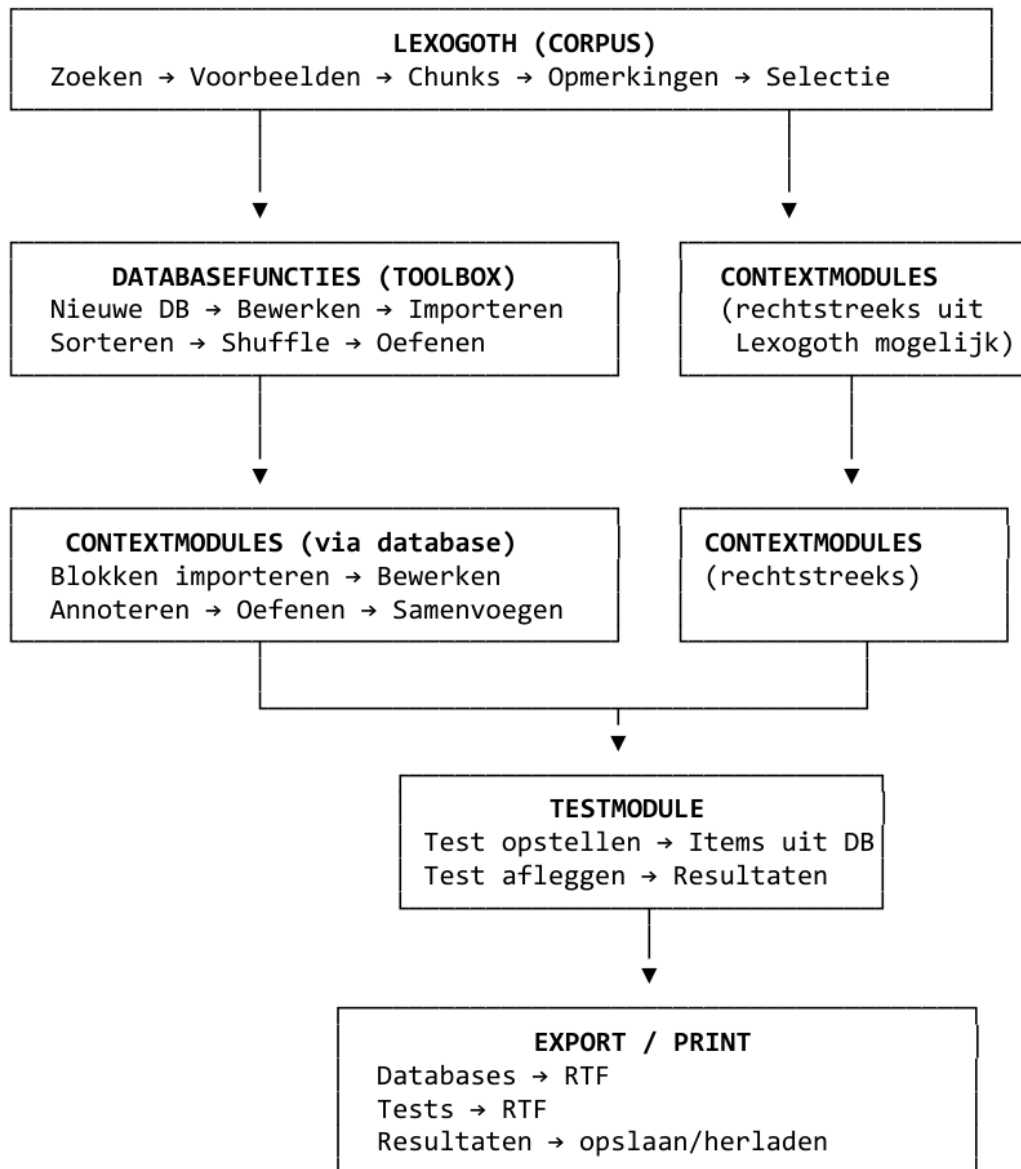 LEXOGOTH (CORPUS)
Zoeken → Voorbeelden → Chunks → Opmerkingen → Selectie
DATABASEFUNCTIES (TOOLBOX)
Nieuwe DB → Bewerken → Importeren
Sorteren → Shuffle → Oefenen
CONTEXTMODULES
(rechtstreeks uit
Lexogoth mogelijk)
CONTEXTMODULES (via database)
Blokken importeren → Bewerken
Annoteren → Oefenen → Samenvoegen
CONTEXTMODULES
(rechtstreeks)
TESTMODULE
Test opstellen → Items uit DB
Test afleggen → Resultaten
EXPORT / PRINT
Databases → RTF
Tests → RTF
Resultaten → opslaan/herladen